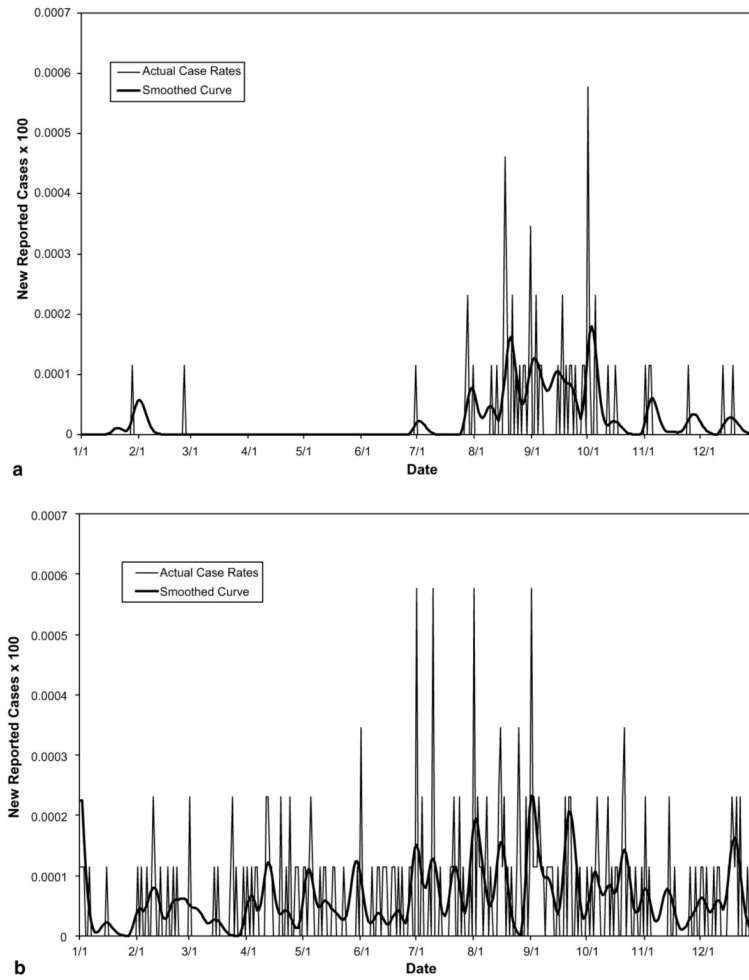 0.0007
0.0006
0.0005
0.0004
0.0003
0.0002
0.0001
0
New Reported Cases x 100
Actual Case Rates
Smoothed Curve
1/1 2/1 3/1 4/1 5/1 6/1 7/1 8/1 9/1 10/1 11/1 12/1
Date
a
0.0007
0.0006
0.0005
0.0004
0.0003
0.0002
0.0001
0
New Reported Cases x 100
Actual Case Rates
Smoothed Curve
1/1 2/1 3/1 4/1 5/1 6/1 7/1 8/1 9/1 10/1 11/1 12/1
Date
b